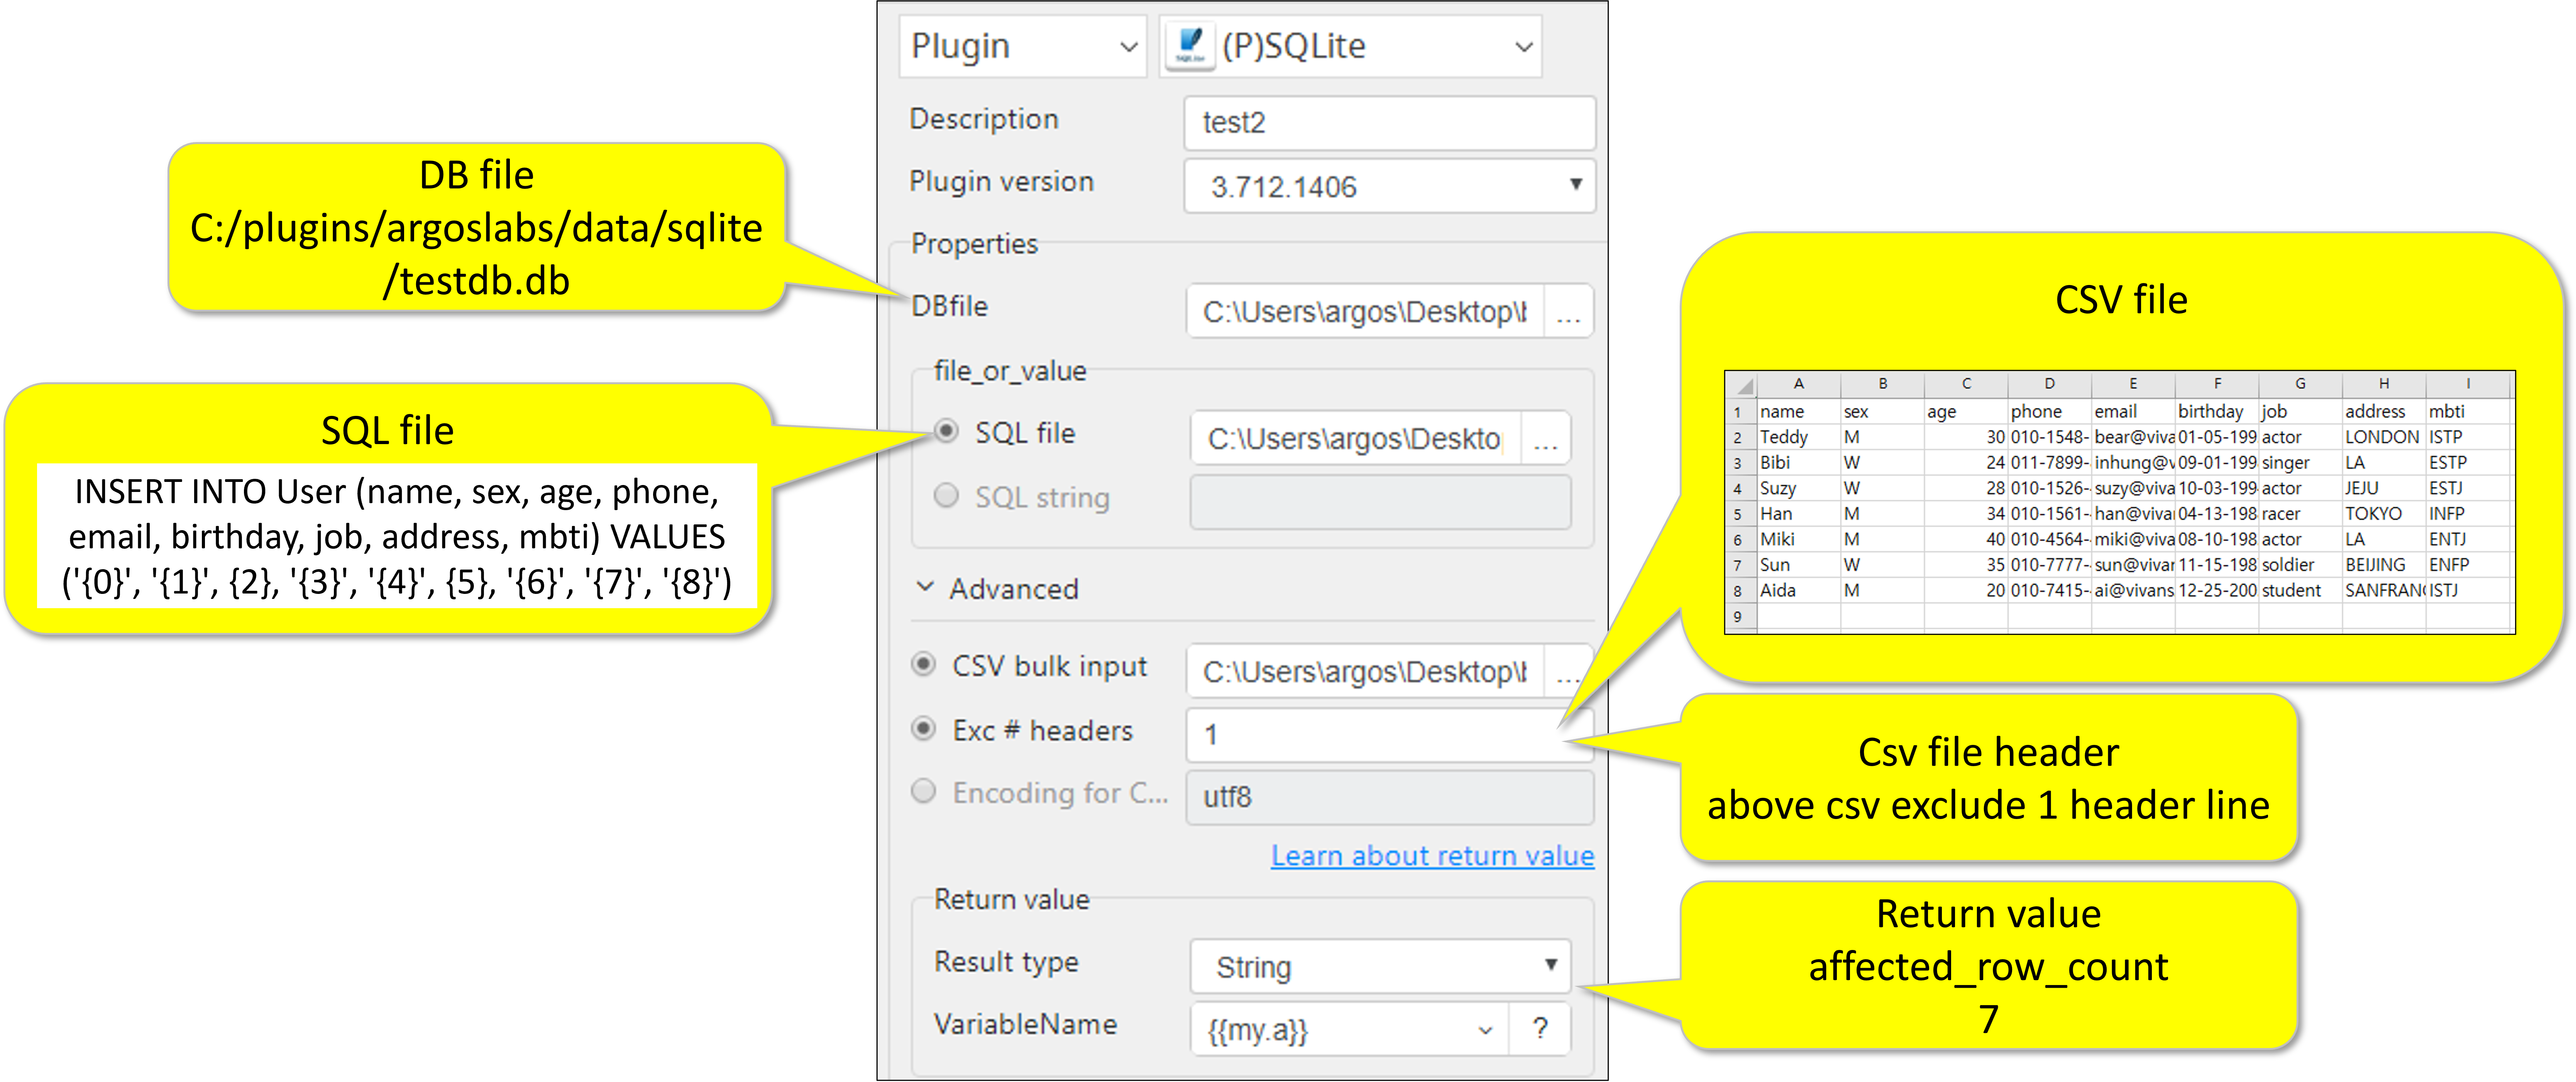 Plugin
(P)SQLite
Description
test2
Plugin version
3.712.1406
Properties
DBfile
C:\Users\argos\Desktop\
...
file_or_value
SQL file
C:\Users\argos\Deskto
...
SQL string
Advanced
CSV bulk input
C:\Users\argos\Desktop\
...
Exc # headers
1
Encoding for C...
utf8
Learn about return value
Return value
Result type
String
VariableName
{{my.a}}
?
DB file
C:/plugins/argoslabs/data/sqlite
/testdb.db
SQL file
INSERT INTO User (name, sex, age, phone,
email, birthday, job, address, mbti) VALUES
('{0}', '{1}', {2}, '{3}', '{4}', {5}, '{6}', '{7}', '{8}')
CSV file
A B C D E F G H I
1 name sex age phone email birthday job address mbti
2 Teddy M 30 010-1548- bear@viva 01-05-199 actor LONDON ISTP
3 Bibi W 24 011-7899- inhung@v 09-01-199 singer LA ESTP
4 Suzy W 28 010-1526- suzy@viva 10-03-199 actor JEJU ESTJ
5 Han M 34 010-1561- han@viva 04-13-198 racer TOKYO INFP
6 Miki M 40 010-4564- miki@viva 08-10-198 actor LA ENTJ
7 Sun W 35 010-7777- sun@viva 11-15-198 soldier BEIJING ENFP
8 Aida M 20 010-7415- ai@vivans 12-25-200 student SANFRAN ISTJ
9
Csv file header
above csv exclude 1 header line
Return value
affected_row_count
7